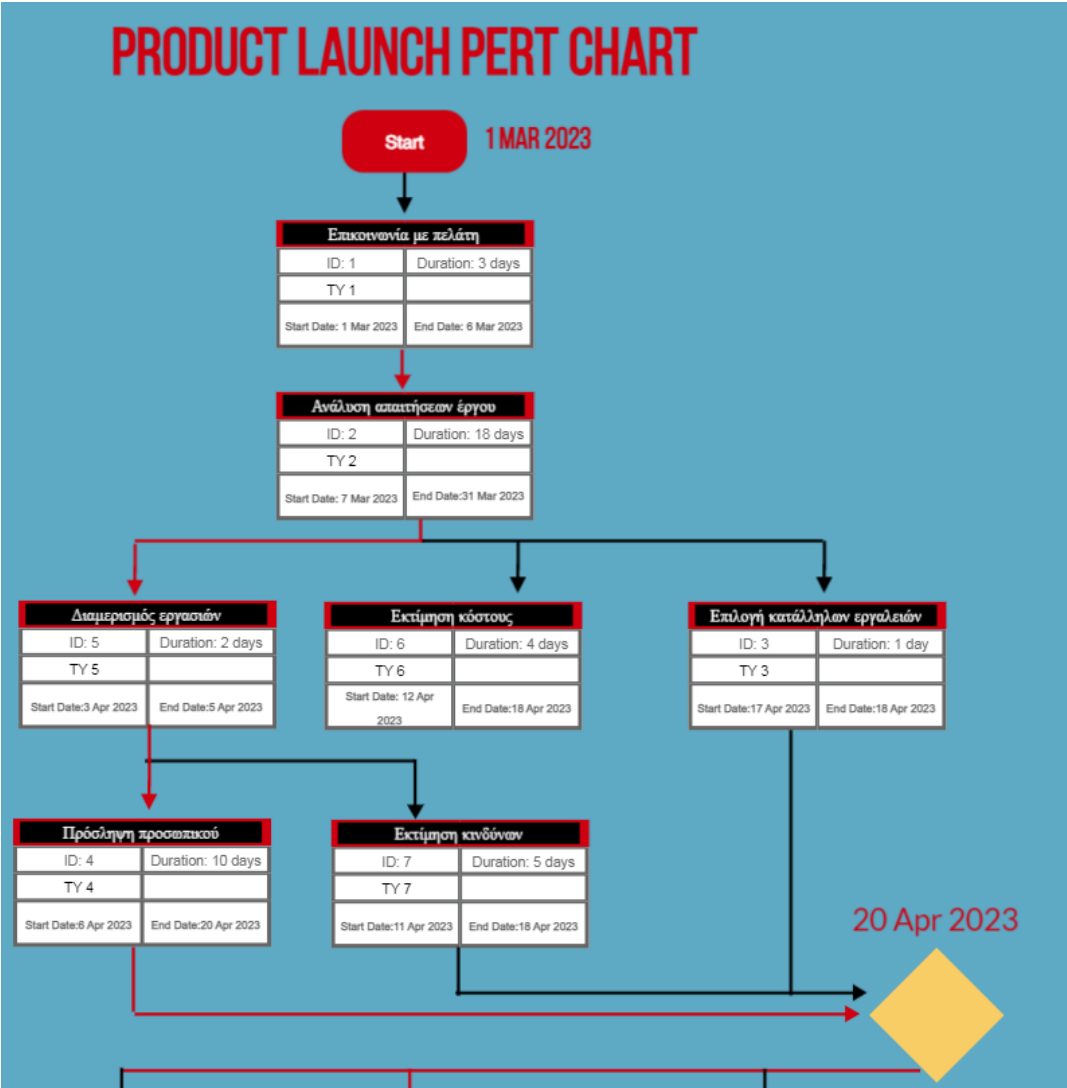 PRODUCT LAUNCH PERT CHART
Start
1 MAR 2023
Επικοινωνία με πελάτη
ID: 1
Duration: 3 days
TY 1
Start Date: 1 Mar 2023
End Date: 6 Mar 2023
Ανάλυση απαιτήσεων έργου
ID: 2
Duration: 18 days
TY 2
Start Date: 7 Mar 2023
End Date:31 Mar 2023
Διαμερισμός εργασιών
ID: 5
Duration: 2 days
TY 5
Start Date:3 Apr 2023
End Date:5 Apr 2023
Εκτίμηση κόστους
ID: 6
Duration: 4 days
TY 6
Start Date: 12 Apr
2023
End Date:18 Apr 2023
Επιλογή κατάλληλων εργαλειών
ID: 3
Duration: 1 day
TY 3
Start Date:17 Apr 2023
End Date:18 Apr 2023
Πρόσληψη προσωπικού
ID: 4
Duration: 10 days
TY 4
Start Date:6 Apr 2023
End Date:20 Apr 2023
Εκτίμηση κινδύνων
ID: 7
Duration: 5 days
TY 7
Start Date:11 Apr 2023
End Date:18 Apr 2023
20 Apr 2023